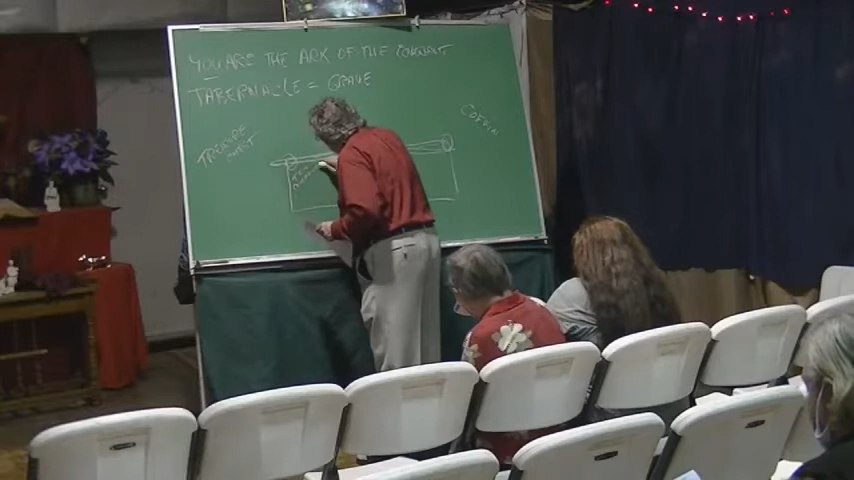 YOU ARE THE ARK OF THE COVENANT
TABERNACLE = GRAVE
COFFIN
TREASURE
CHEST